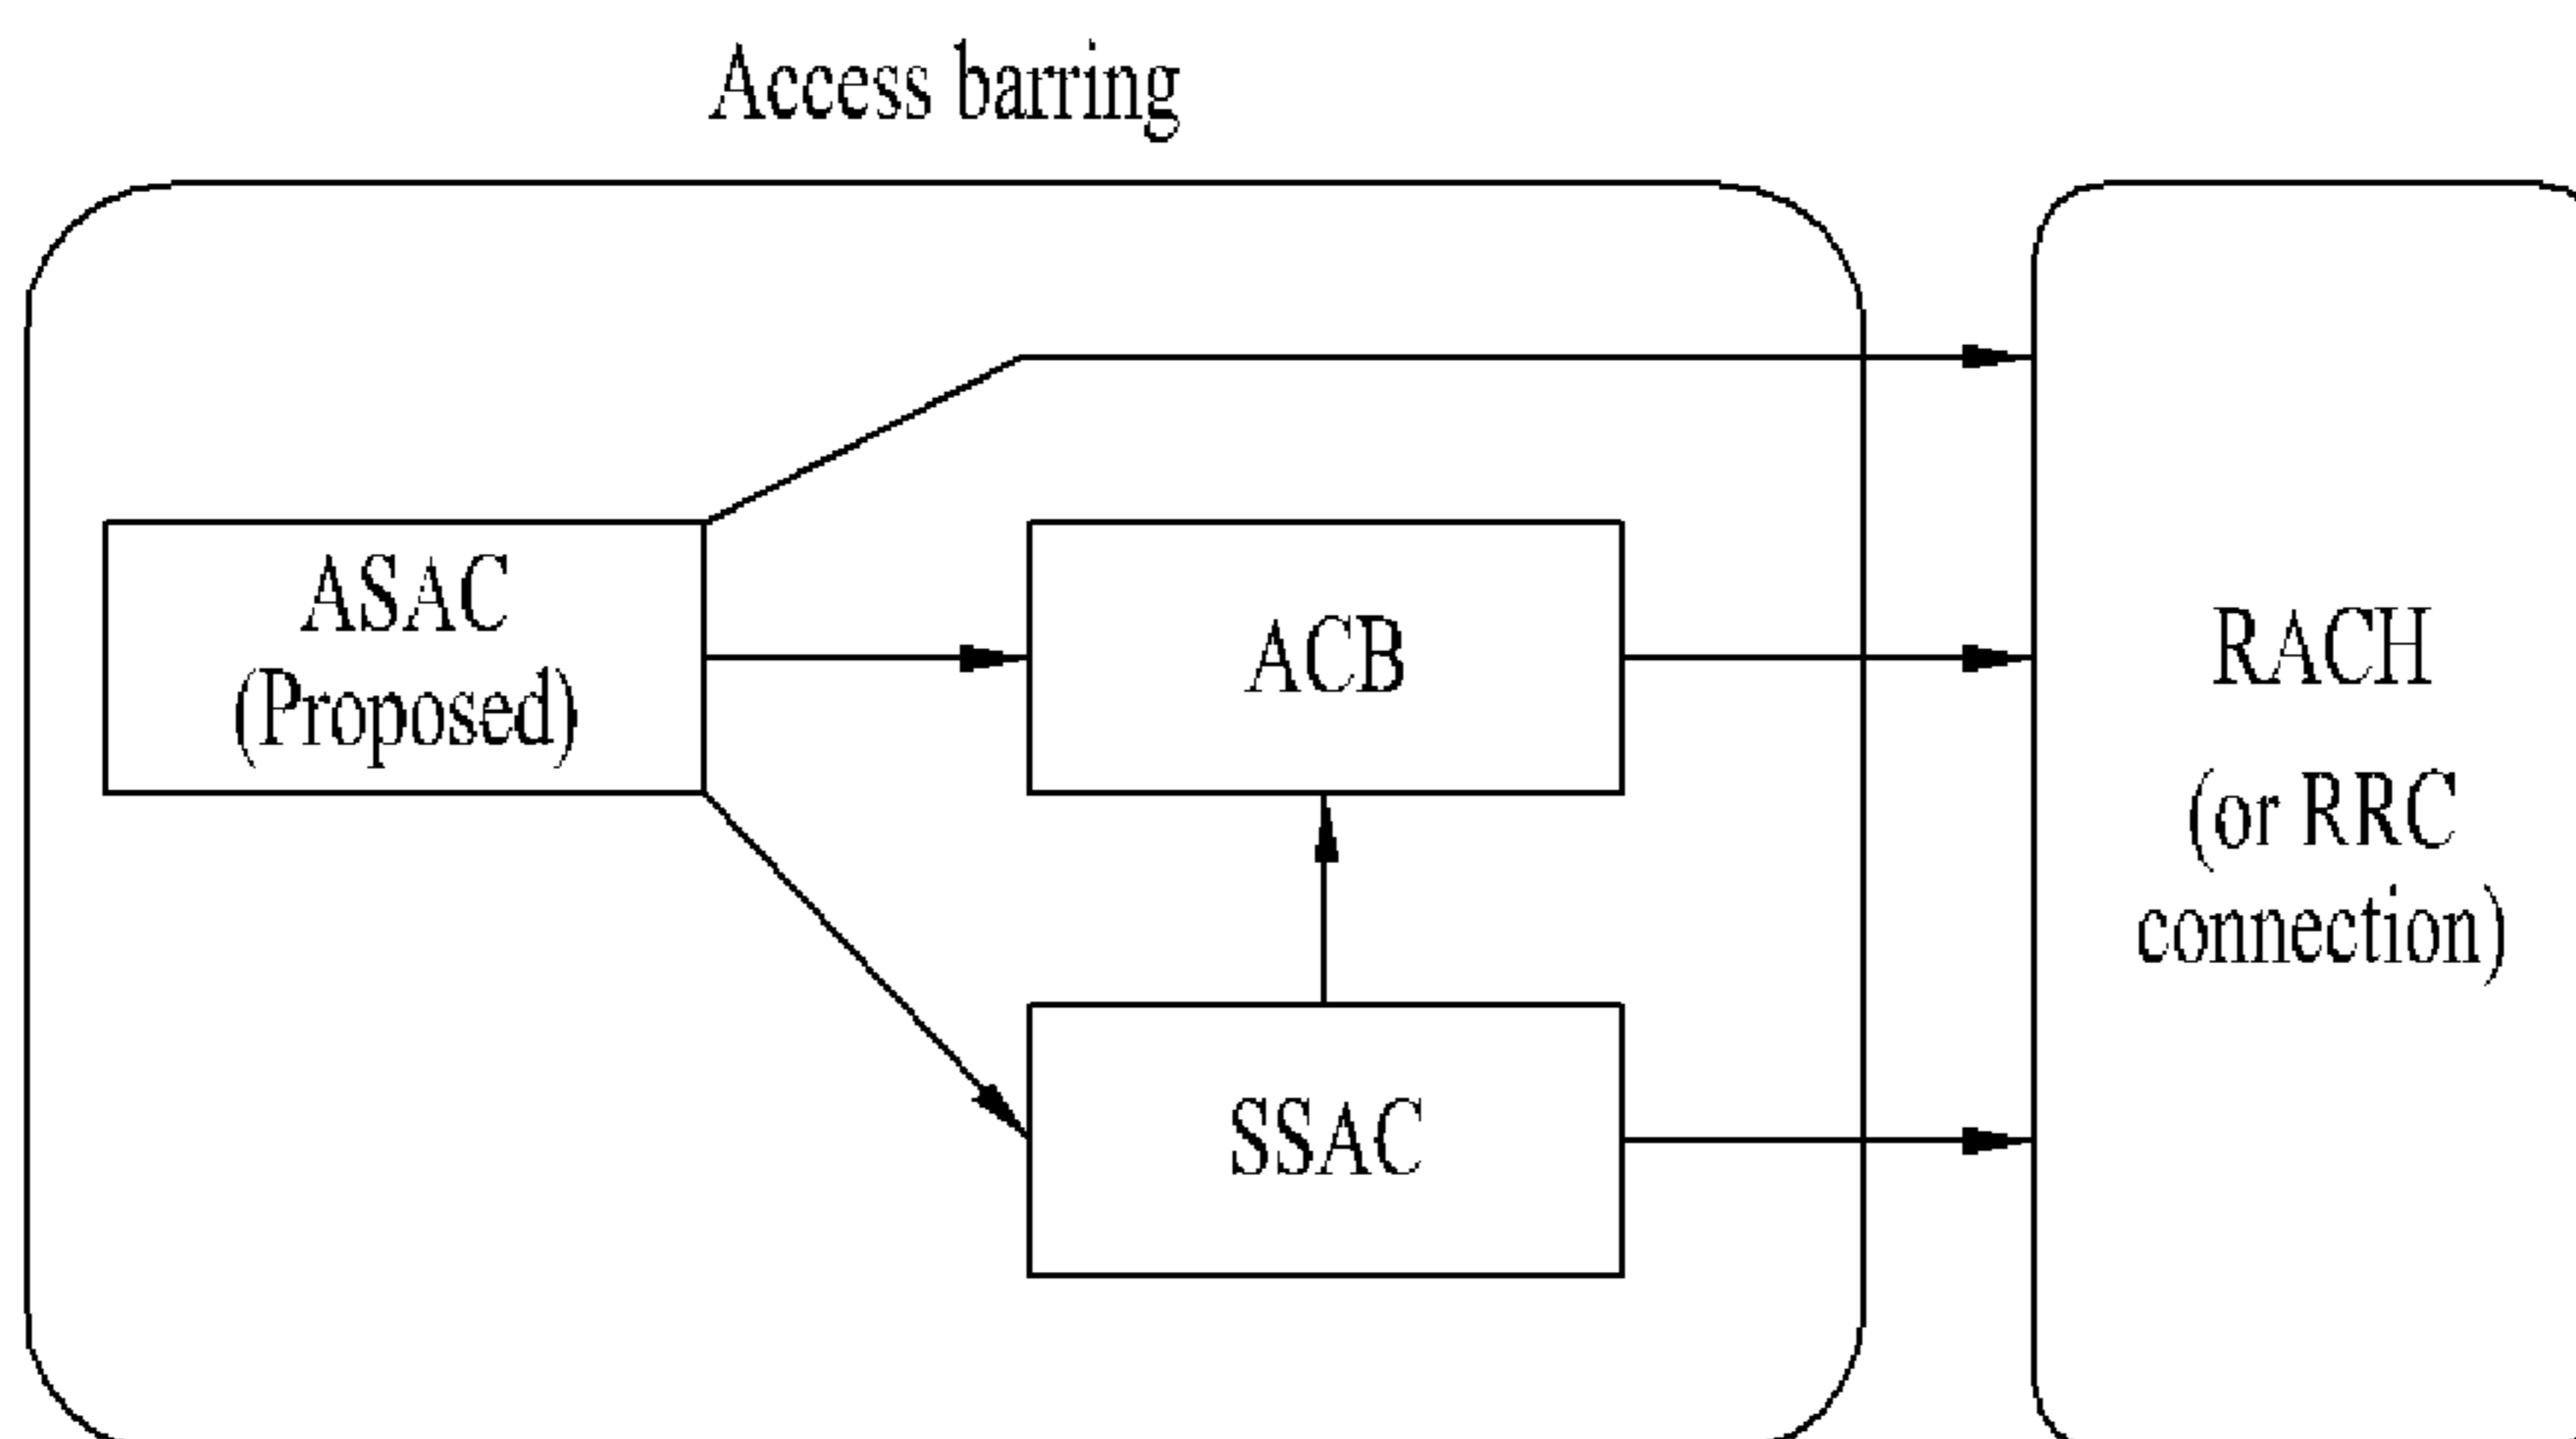 Access barring
ASAC
(Proposed)
ACB
SSAC
RACH
(or RRC
connection)